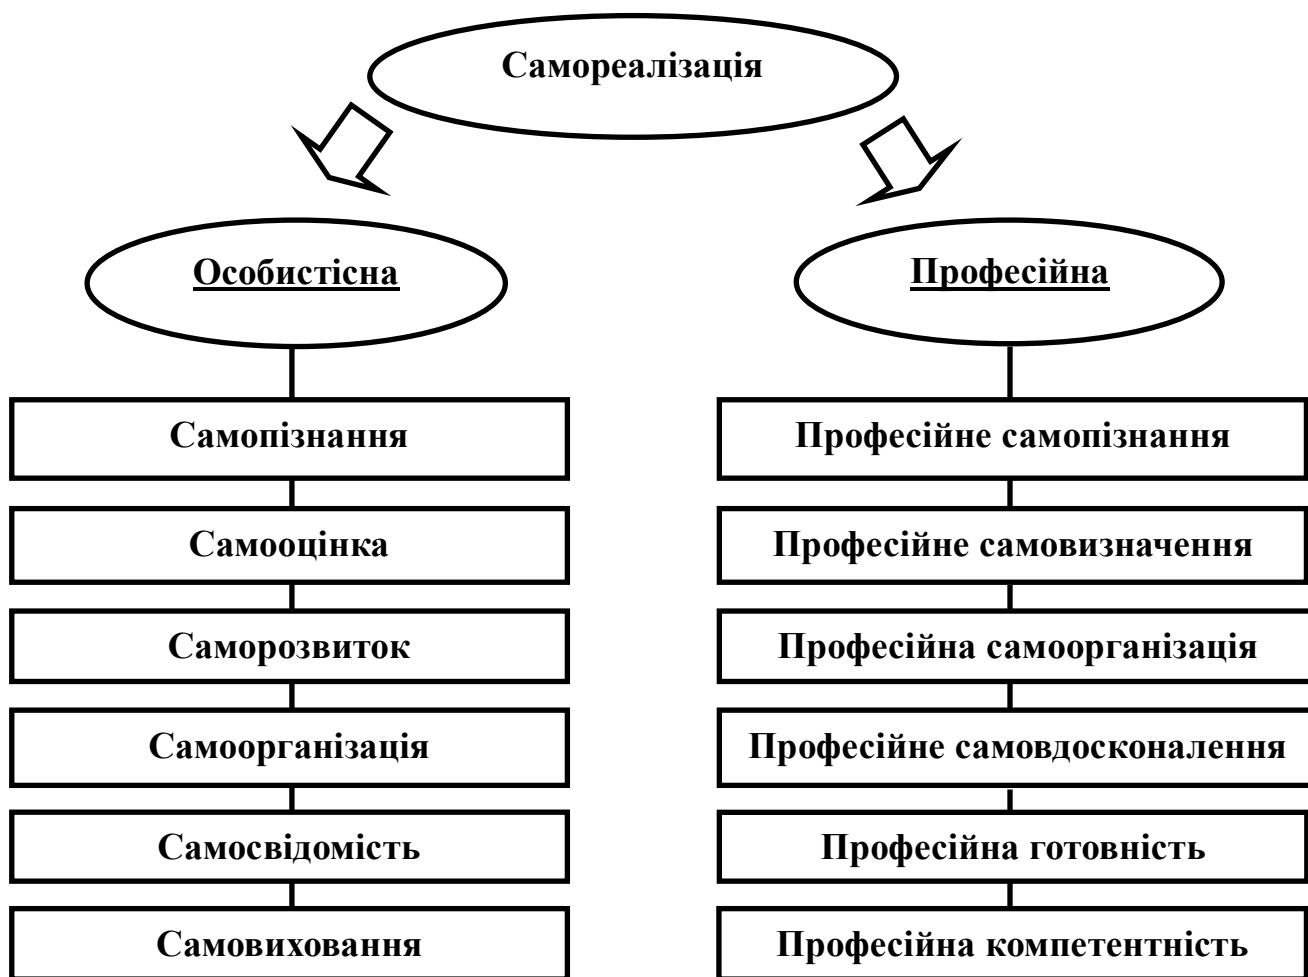 Самореалізація
Особистісна
Професійна
Самопізнання
Професійне самопізнання
Самооцінка
Професійне самовизначення
Саморозвиток
Професійна самоорганізація
Самоорганізація
Професійне самовдосконалення
Самосвідомість
Професійна готовність
Самовиховання
Професійна компетентність